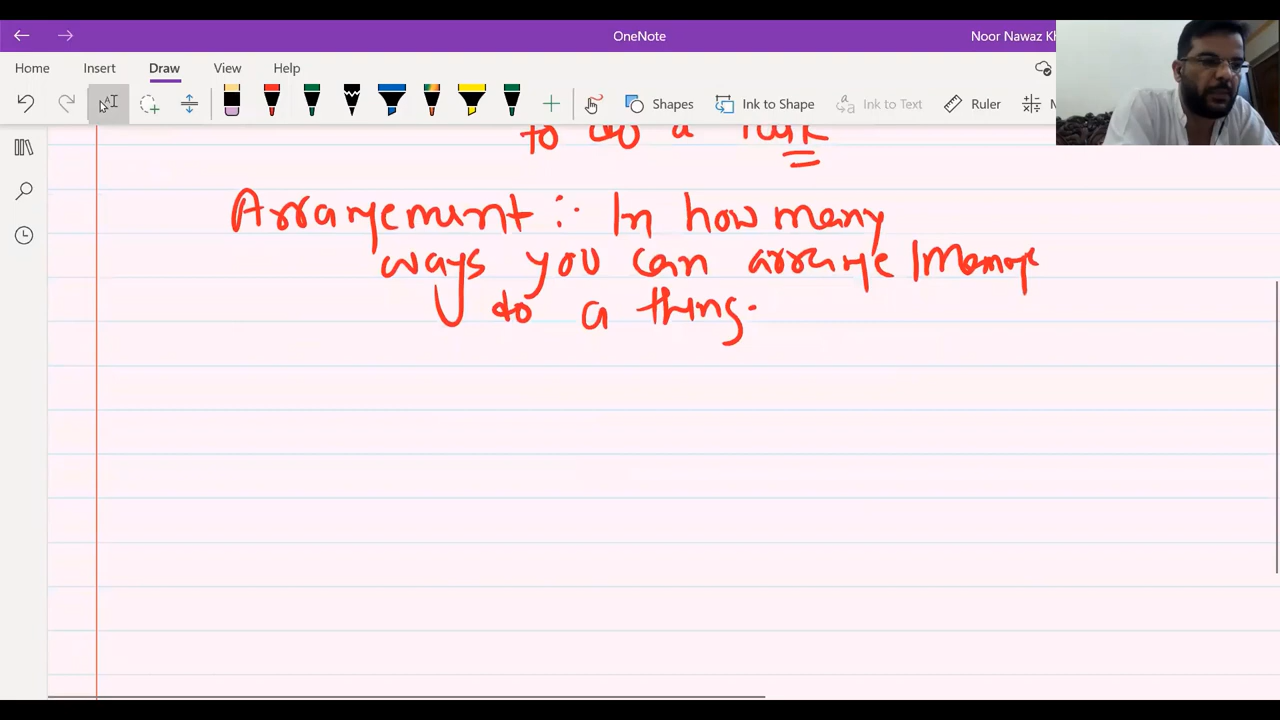 OneNote
Noor Nawaz Kh
Home Insert Draw View Help
Shapes Ink to Shape Ink to Text Ruler M
to do a Task
Arrangement :- In how many
ways you can arrange / Manage
to a thing.